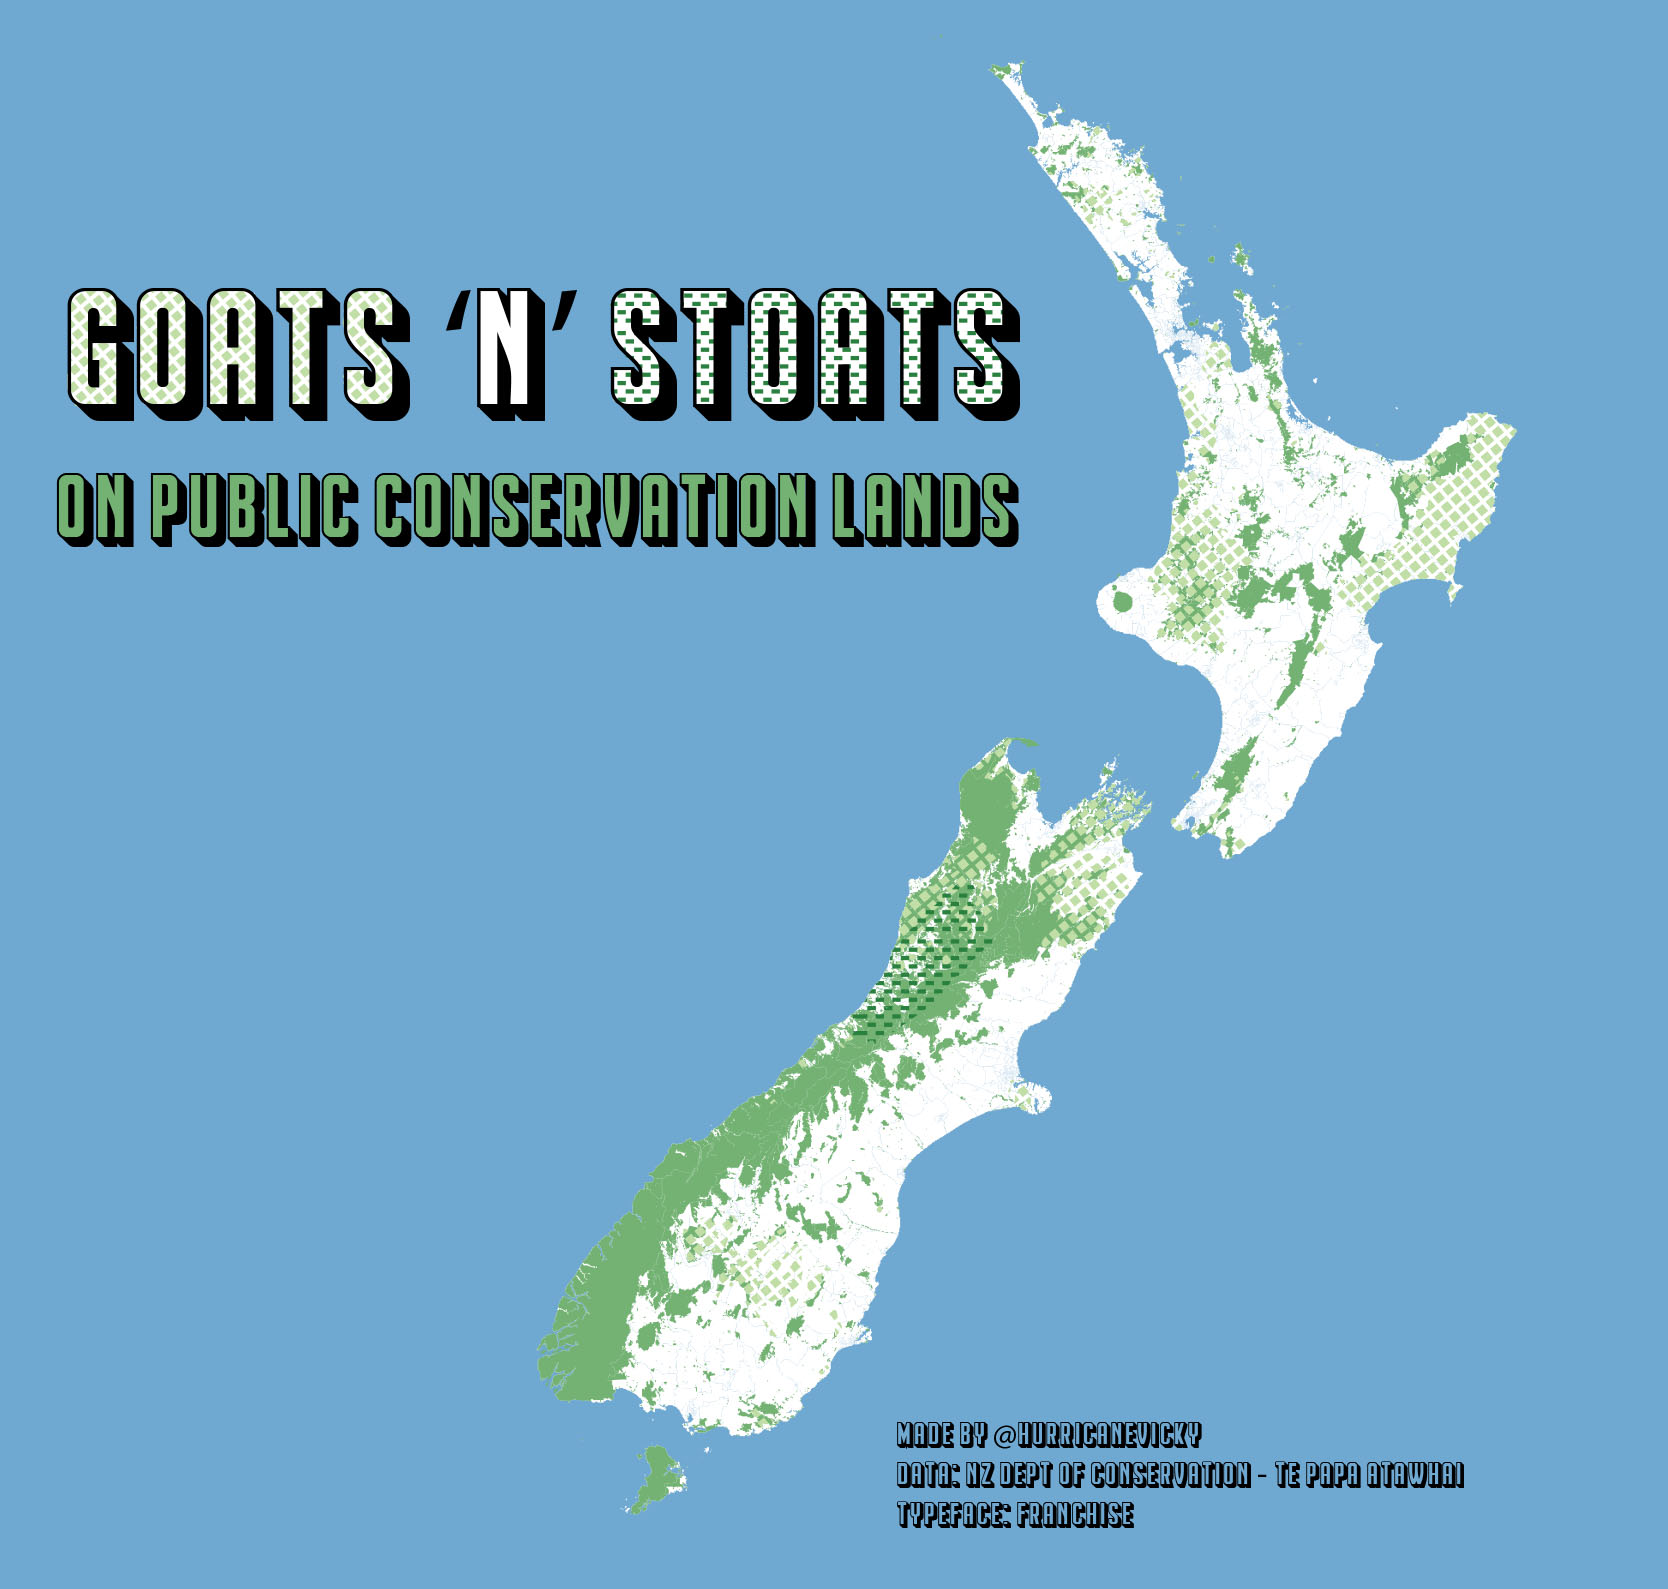 GOATS ‘N’ STOATS
ON PUBLIC CONSERVATION LANDS
MADE BY @HURRICANEVICKY
DATA: NZ DEPT OF CONSERVATION - TE PAPA ATAWHAI
TYPEFACE: FRANCHISE